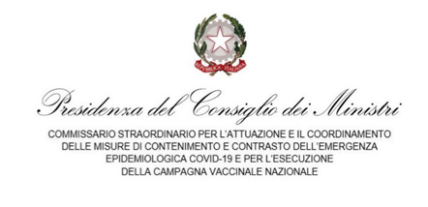 Presidenza del Consiglio dei Ministri
COMMISSARIO STRAORDINARIO PER L'ATTUAZIONE E IL COORDINAMENTO
DELLE MISURE DI CONTENIMENTO E CONTRASTO DELL'EMERGENZA
EPIDEMIOLOGICA COVID-19 E PER L'ESECUZIONE
DELLA CAMPAGNA VACCINALE NAZIONALE